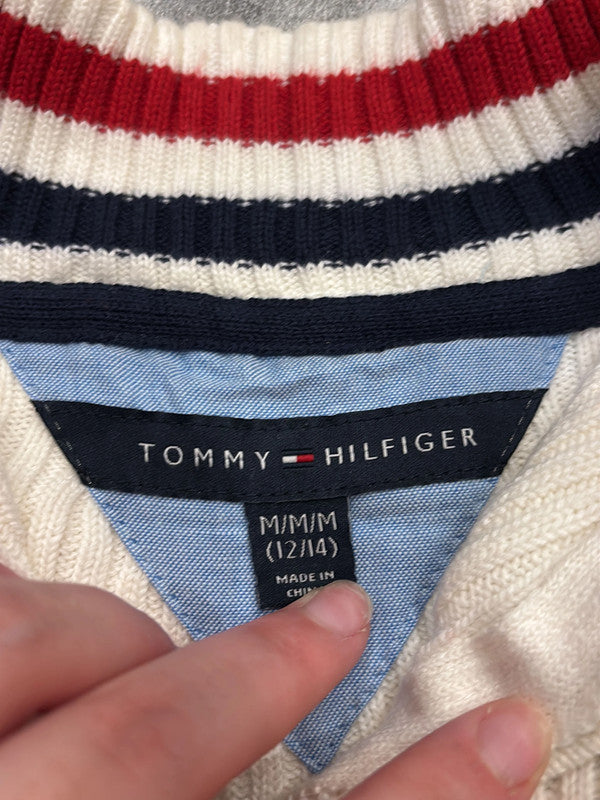 TOMMY HILFIGER
M/M/M
(12/14)
MADE IN